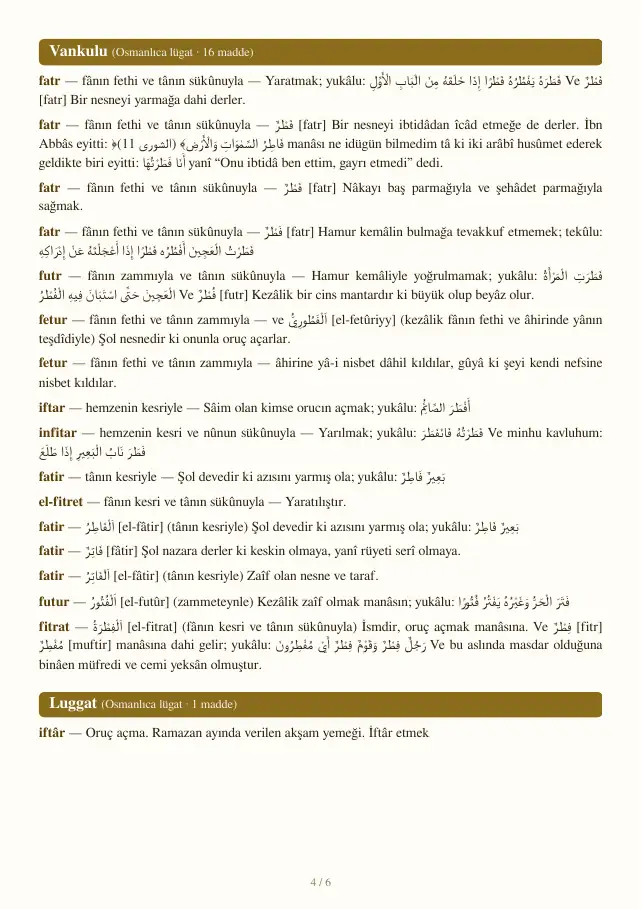 Vankulu (Osmanlıca lügat · 16 madde)
fatr — fânın fethi ve tânın sükûnuyla — Yaratmak; yukâlu: فَطَرَهُ يَفْطُرُهُ فَطْرًا إِذَا خَلَقَهُ مِنَ الْبَابِ الْأَوَّلِ Ve فَطْرٌ
[fatr] Bir nesneyi yarmağa dahi derler.
fatr — fânın fethi ve tânın sükûnuyla — فَطْرٌ [fatr] Bir nesneyi ibtidâdan îcâd etmeğe de derler. İbn
Abbâs eyitti: ﴿فَاطِرُ السَّمٰوَاتِ وَالْأَرْضِ﴾ (الشورى 11) manâsı ne idügün bilmedim tâ ki iki arâbî husûmet ederek
geldikte biri eyitti: أَنَا فَطَرْتُهَا yanî “Onu ibtidâ ben ettim, gayrı etmedi” dedi.
fatr — fânın fethi ve tânın sükûnuyla — فَطْرٌ [fatr] Nâkayı baş parmağıyla ve şehâdet parmağıyla
sağmak.
fatr — fânın fethi ve tânın sükûnuyla — فَطْرٌ [fatr] Hamur kemâlin bulmağa tevakkuf etmemek; tekûlu:
فَطَرْتُ الْعَجِينَ أَفْطُرُه فَطْرًا إِذَا أَعْجَلْتَهُ عَنْ إِدْرَاكِهِ
futr — fânın zammıyla ve tânın sükûnuyla — Hamur kemâliyle yoğrulmamak; yukâlu: فَطَرَتِ الْمَرْأَةُ
الْعَجِينَ حَتَّى اسْتَبَانَ فِيهِ الْفُطْرُ Ve فُطْرٌ [futr] Kezâlik bir cins mantardır ki büyük olup beyâz olur.
fetur — fânın fethi ve tânın zammıyla — ve اَلْفَطُورِيُّ [el-fetûriyy] (kezâlik fânın fethi ve âhirinde yânın
teşdîdiyle) Şol nesnedir ki onunla oruç açarlar.
fetur — fânın fethi ve tânın zammıyla — âhirine yâ-i nisbet dâhil kıldılar, gûyâ ki şeyi kendi nefsine
nisbet kıldılar.
iftar — hemzenin kesriyle — Sâim olan kimse orucın açmak; yukâlu: أَفْطَرَ الصَّائِمُ
infitar — hemzenin kesri ve nûnun sükûnuyla — Yarılmak; yukâlu: فَطَرْتُهُ فَانْفَطَرَ Ve minhu kavluhum:
فَطَرَ نَابُ الْبَعِيرِ إِذَا طَلَعَ
fatir — tânın kesriyle — Şol devedir ki azısını yarmış ola; yukâlu: بَعِيرٌ فَاطِرٌ
el-fitret — fânın kesri ve tânın sükûnuyla — Yaratılıştır.
fatir — اَلْفَاطِرُ [el-fâtir] (tânın kesriyle) Şol devedir ki azısını yarmış ola; yukâlu: بَعِيرٌ فَاطِرٌ
fatir — فَاتِرٌ [fâtir] Şol nazara derler ki keskin olmaya, yanî rüyeti serî olmaya.
fatir — اَلْفَاتِرُ [el-fâtir] (tânın kesriyle) Zaîf olan nesne ve taraf.
futur — اَلْفُتُورُ [el-futûr] (zammeteynle) Kezâlik zaîf olmak manâsın; yukâlu: فَتَرَ الْحَرُّ وَغَيْرُهُ يَفْتُرُ فُتُورًا
fitrat — اَلْفِطْرَةُ [el-fitrat] (fânın kesri ve tânın sükûnuyla) İsmdir, oruç açmak manâsına. Ve فِطْرٌ [fitr]
مُفْطِرٌ [muftir] manâsına dahi gelir; yukâlu: رَجُلٌ فِطْرٌ وَقَوْمٌ فِطْرٌ أَيْ مُفْطِرُونَ Ve bu aslında masdar olduğuna
binâen müfredi ve cemi yeksân olmuştur.
Luggat (Osmanlıca lügat · 1 madde)
iftâr — Oruç açma. Ramazan ayında verilen akşam yemeği. İftâr etmek
4 / 6